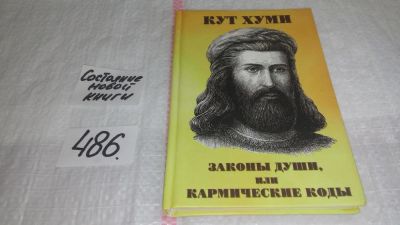 Состояние
новой
книги
486.
КУТ ХУМИ
ЗАКОНЫ ДУШИ,
или
КАРМИЧЕСКИЕ КОДЫ